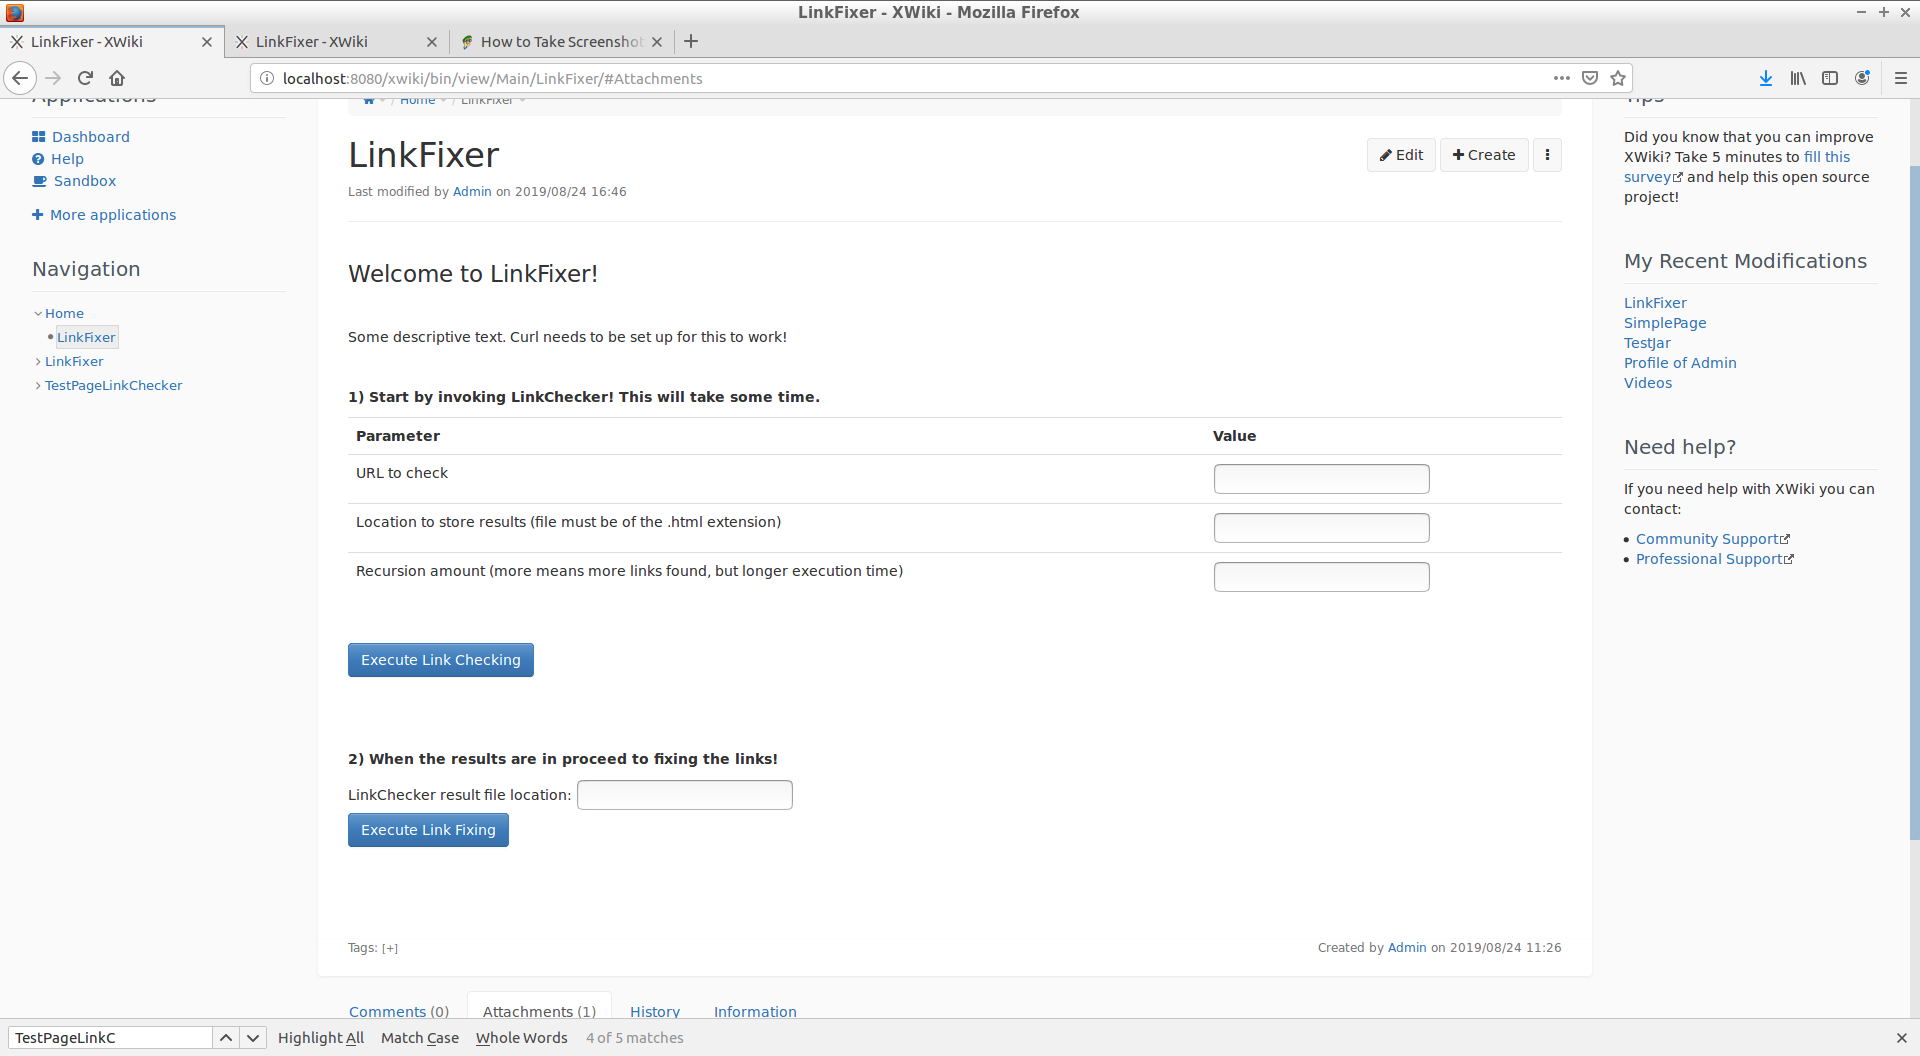 LinkFixer - XWiki - Mozilla Firefox
LinkFixer - XWiki
LinkFixer - XWiki
How to Take Screenshot
localhost:8080/xwiki/bin/view/Main/LinkFixer/#Attachments
Applications
Dashboard
Help
Sandbox
More applications
Navigation
Home
LinkFixer
LinkFixer
TestPageLinkChecker
/ Home / LinkFixer
LinkFixer
Edit
Create
Last modified by Admin on 2019/08/24 16:46
Welcome to LinkFixer!
Some descriptive text. Curl needs to be set up for this to work!
1) Start by invoking LinkChecker! This will take some time.
Parameter Value
URL to check
Location to store results (file must be of the .html extension)
Recursion amount (more means more links found, but longer execution time)
Execute Link Checking
2) When the results are in proceed to fixing the links!
LinkChecker result file location:
Execute Link Fixing
Tags: [+]
Created by Admin on 2019/08/24 11:26
Comments (0)
Attachments (1)
History
Information
Tips
Did you know that you can improve
XWiki? Take 5 minutes to fill this
survey and help this open source
project!
My Recent Modifications
LinkFixer
SimplePage
TestJar
Profile of Admin
Videos
Need help?
If you need help with XWiki you can
contact:
Community Support
Professional Support
TestPageLinkC
Highlight All
Match Case
Whole Words
4 of 5 matches